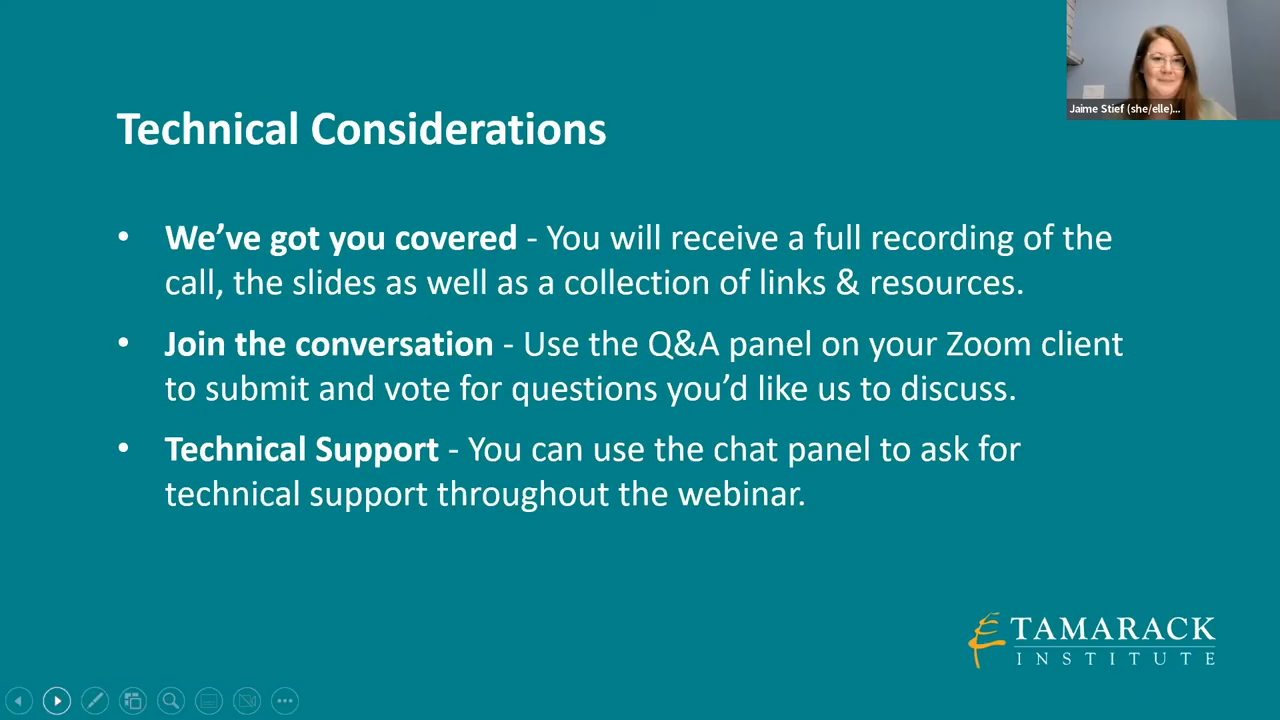 Jaime Stief (she/elle)...
Technical Considerations
• We’ve got you covered - You will receive a full recording of the
call, the slides as well as a collection of links & resources.
• Join the conversation - Use the Q&A panel on your Zoom client
to submit and vote for questions you’d like us to discuss.
• Technical Support - You can use the chat panel to ask for
technical support throughout the webinar.
TAMARACK
INSTITUTE